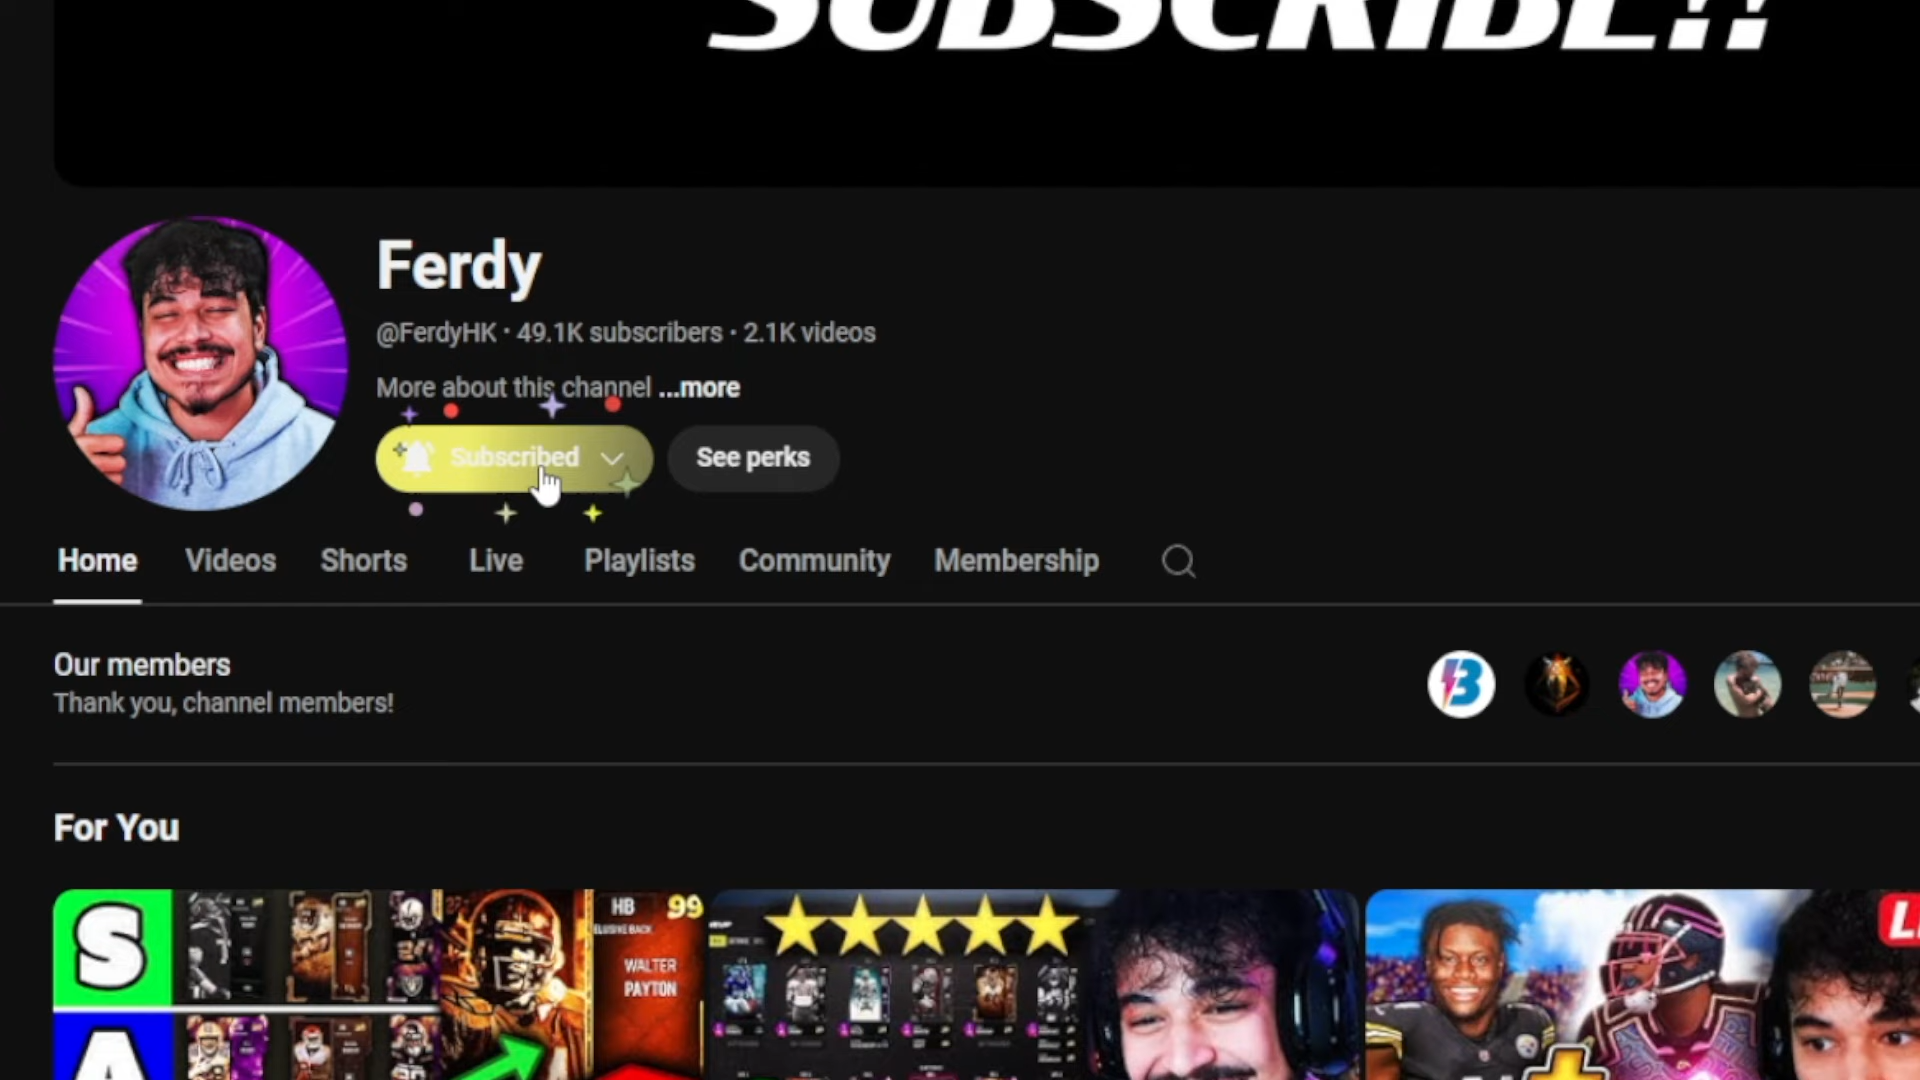 SUBSCRIBE!!
Ferdy
@FerdyHK · 49.1K subscribers · 2.1K videos
More about this channel ...more
Subscribed
See perks
Home Videos Shorts Live Playlists Community Membership
Our members
Thank you, channel members!
B
For You
S
HB 99
WALTER
PAYTON
A